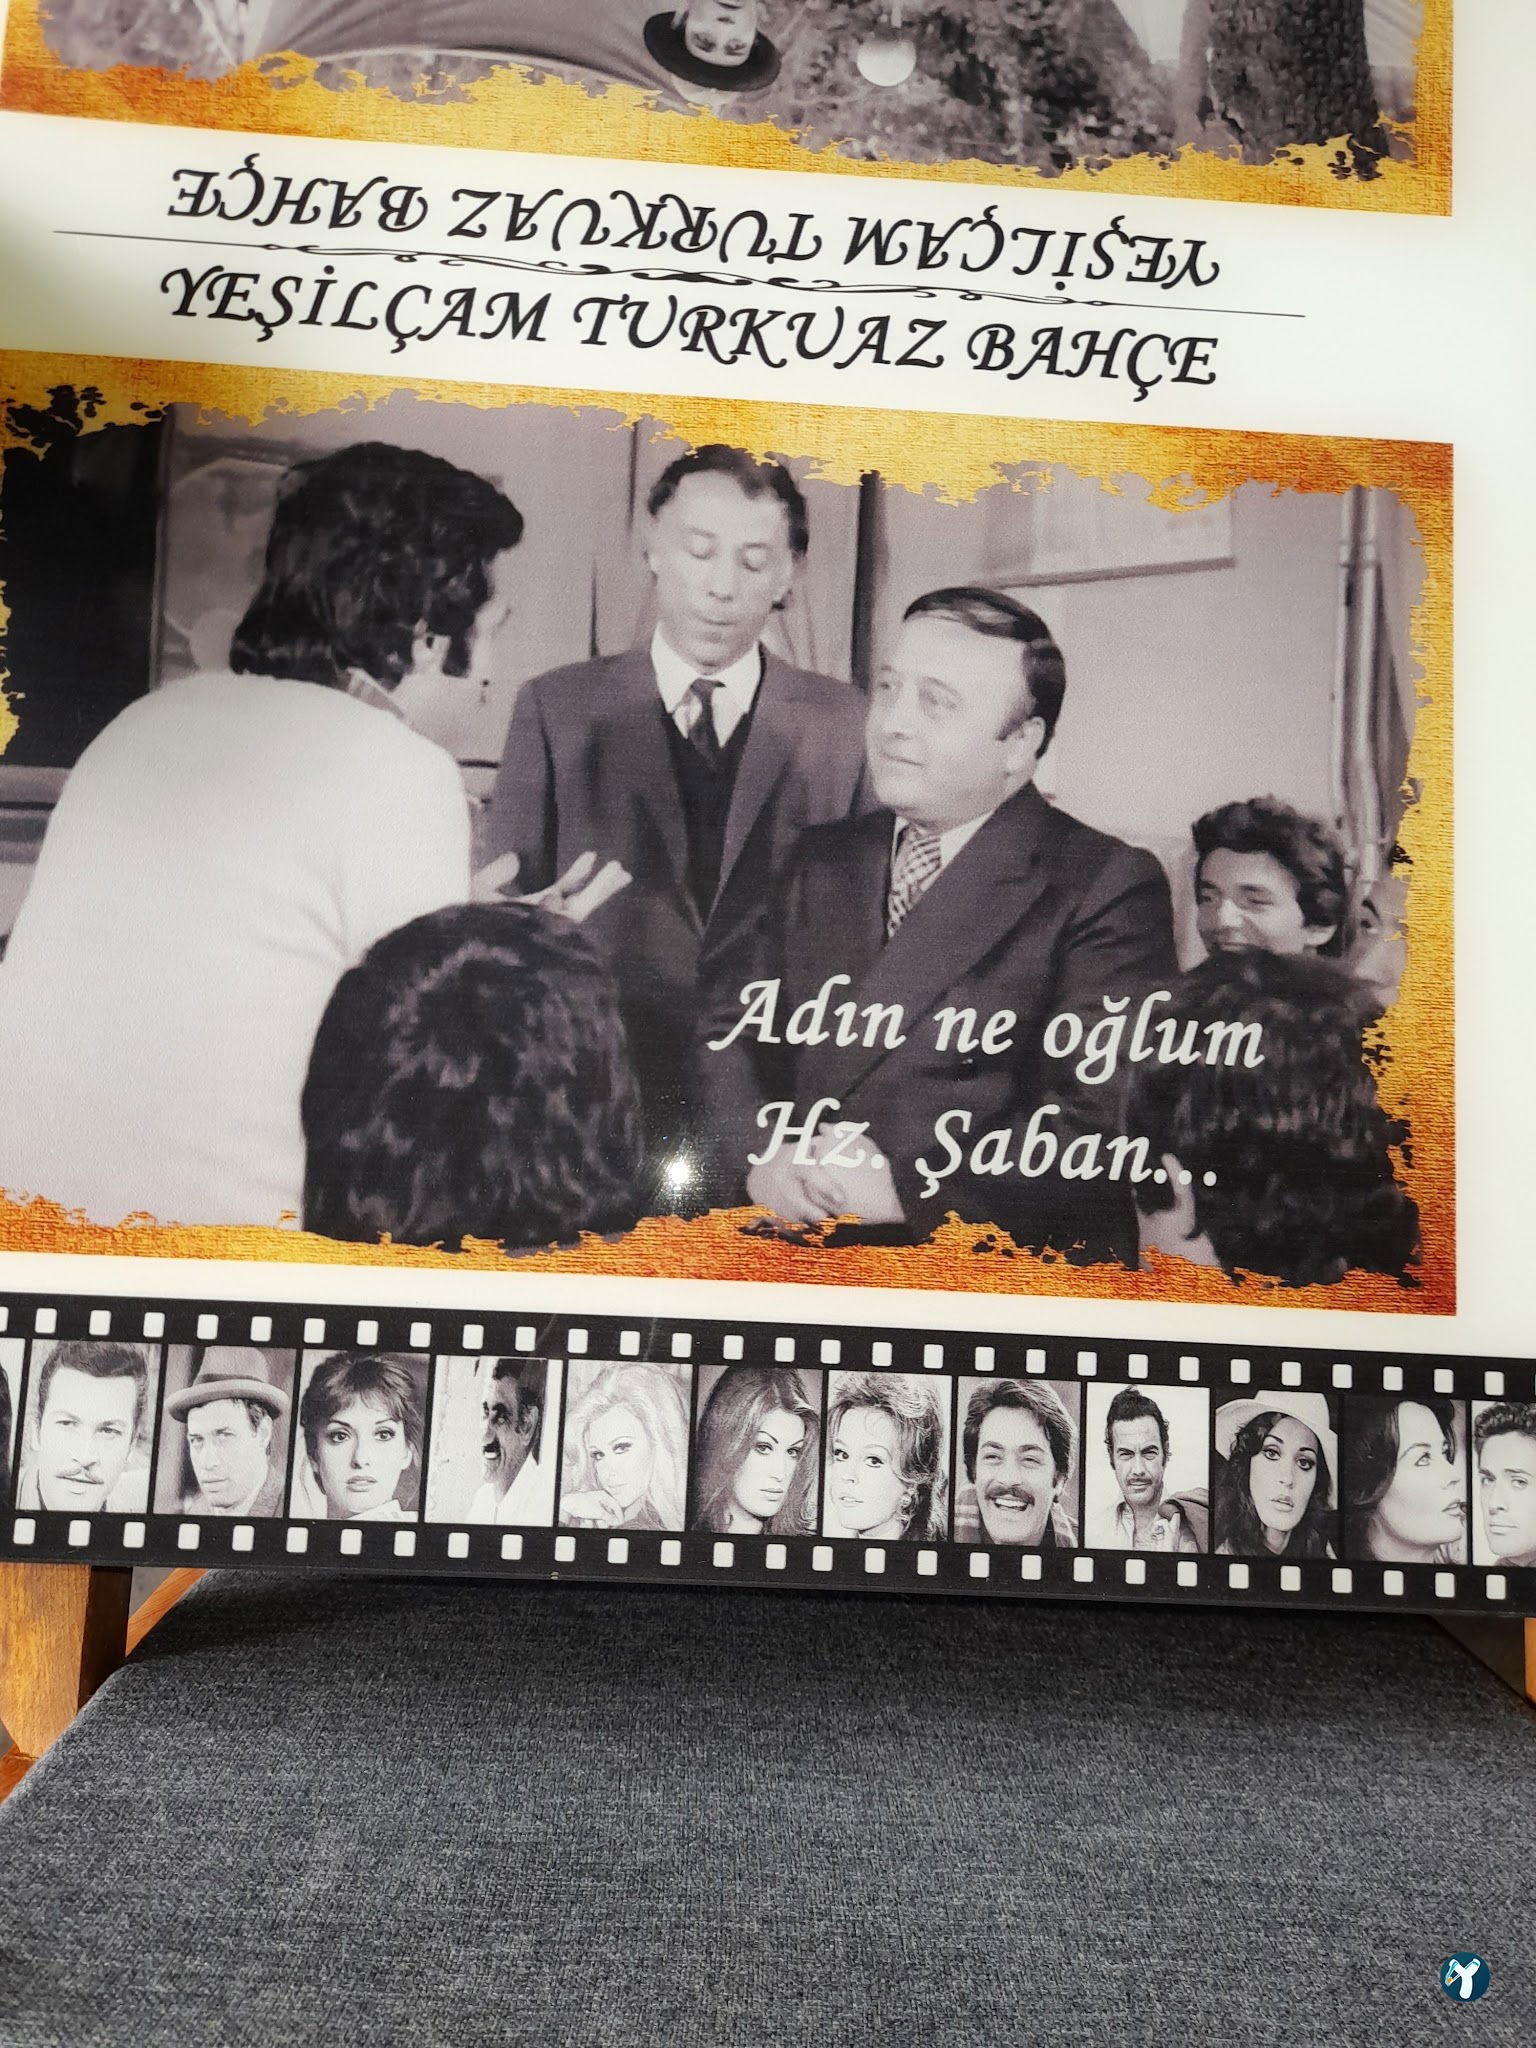 YEŞİLÇAM TURKUAZ BAHÇE
YEŞİLÇAM TURKUAZ BAHÇE
Adın ne oğlum
Hz. Şaban...